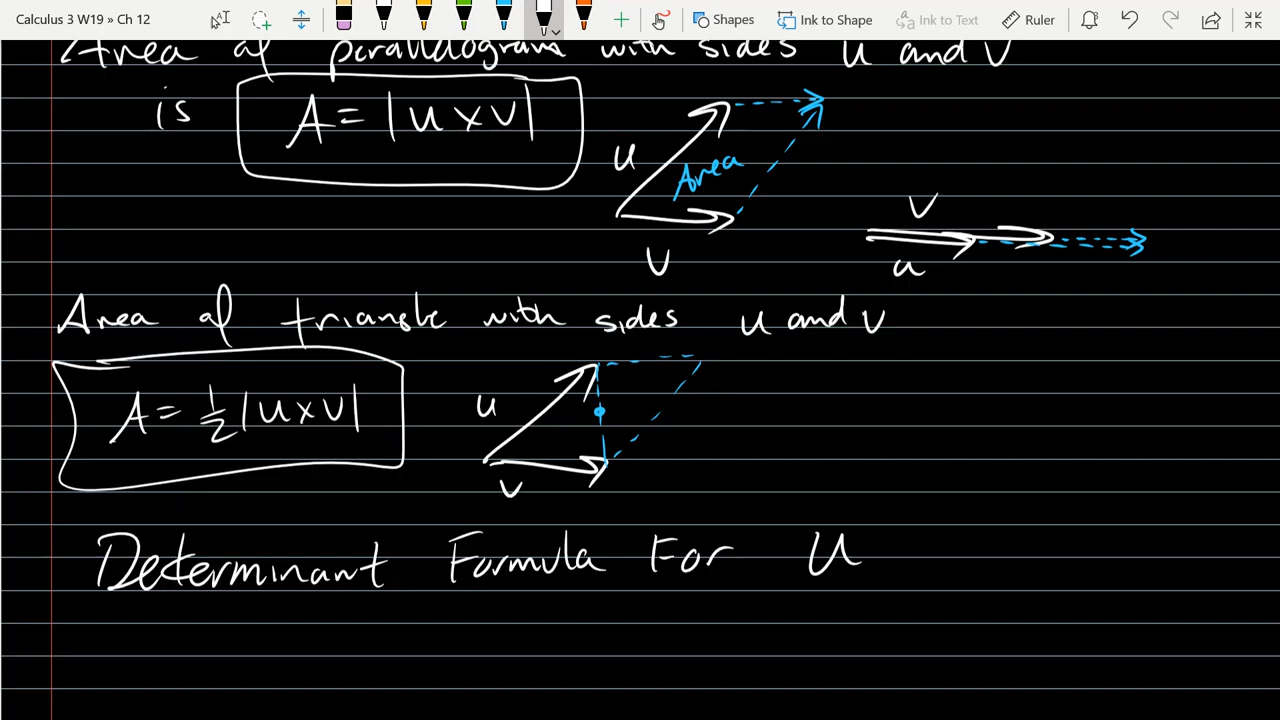 Calculus 3 W19 » Ch 12
Shapes
Ink to Shape
Ink to Text
Ruler
Area of parallelogram with sides u and v
is A = |u × v|
u
Area
v
v
u
Area of triangle with sides u and v
A = ½ |u × v|
u
v
Determinant Formula For U